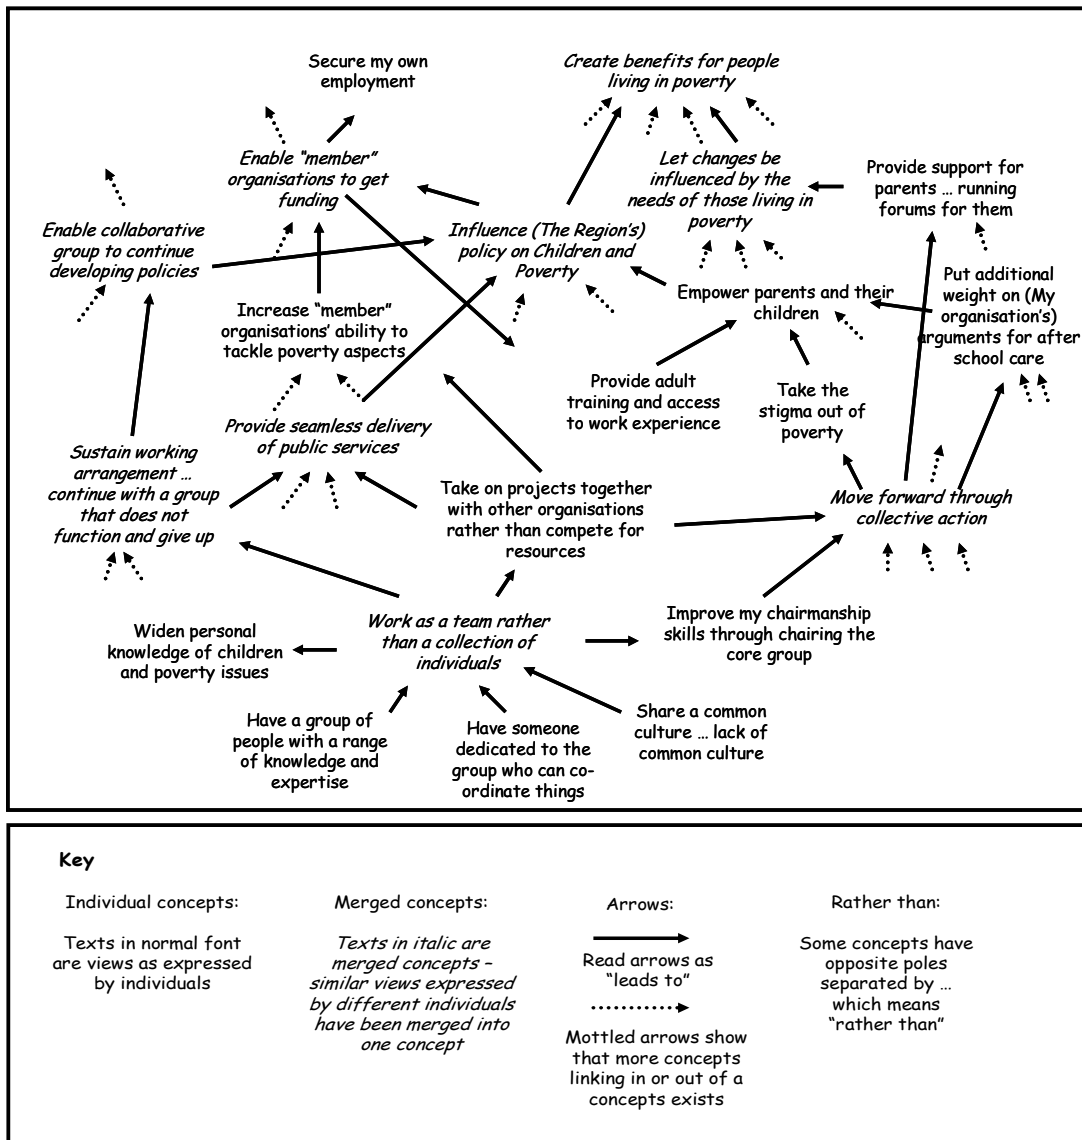 Secure my own
employment
Create benefits for people
living in poverty
Enable “member”
organisations to get
funding
Let changes be
influenced by the
needs of those living in
poverty
Provide support for
parents … running
forums for them
Enable collaborative
group to continue
developing policies
Influence (The Region’s)
policy on Children and
Poverty
Put additional
weight on (My
organisation’s)
arguments for after
school care
Empower parents and their
children
Increase “member”
organisations’ ability to
tackle poverty aspects
Provide adult
training and access
to work experience
Take the
stigma out of
poverty
Provide seamless delivery
of public services
Sustain working
arrangement …
continue with a group
that does not
function and give up
Take on projects together
with other organisations
rather than compete for
resources
Move forward through
collective action
Widen personal
knowledge of children
and poverty issues
Work as a team rather
than a collection of
individuals
Improve my chairmanship
skills through chairing the
core group
Have a group of
people with a range
of knowledge and
expertise
Have someone
dedicated to the
group who can co-
ordinate things
Share a common
culture … lack of
common culture
Key
Individual concepts:
Texts in normal font
are views as expressed
by individuals
Merged concepts:
Texts in italic are
merged concepts –
similar views expressed
by different individuals
have been merged into
one concept
Arrows:
Read arrows as
“leads to”
Mottled arrows show
that more concepts
linking in or out of a
concepts exists
Rather than:
Some concepts have
opposite poles
separated by …
which means
“rather than”